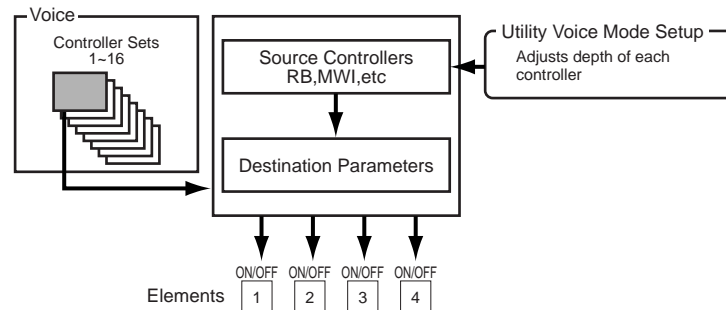 Voice
Controller Sets
1~16
Source Controllers
RB,MWI,etc
Utility Voice Mode Setup
Adjusts depth of each
controller
Destination Parameters
ON/OFF ON/OFF ON/OFF ON/OFF
Elements 1 2 3 4